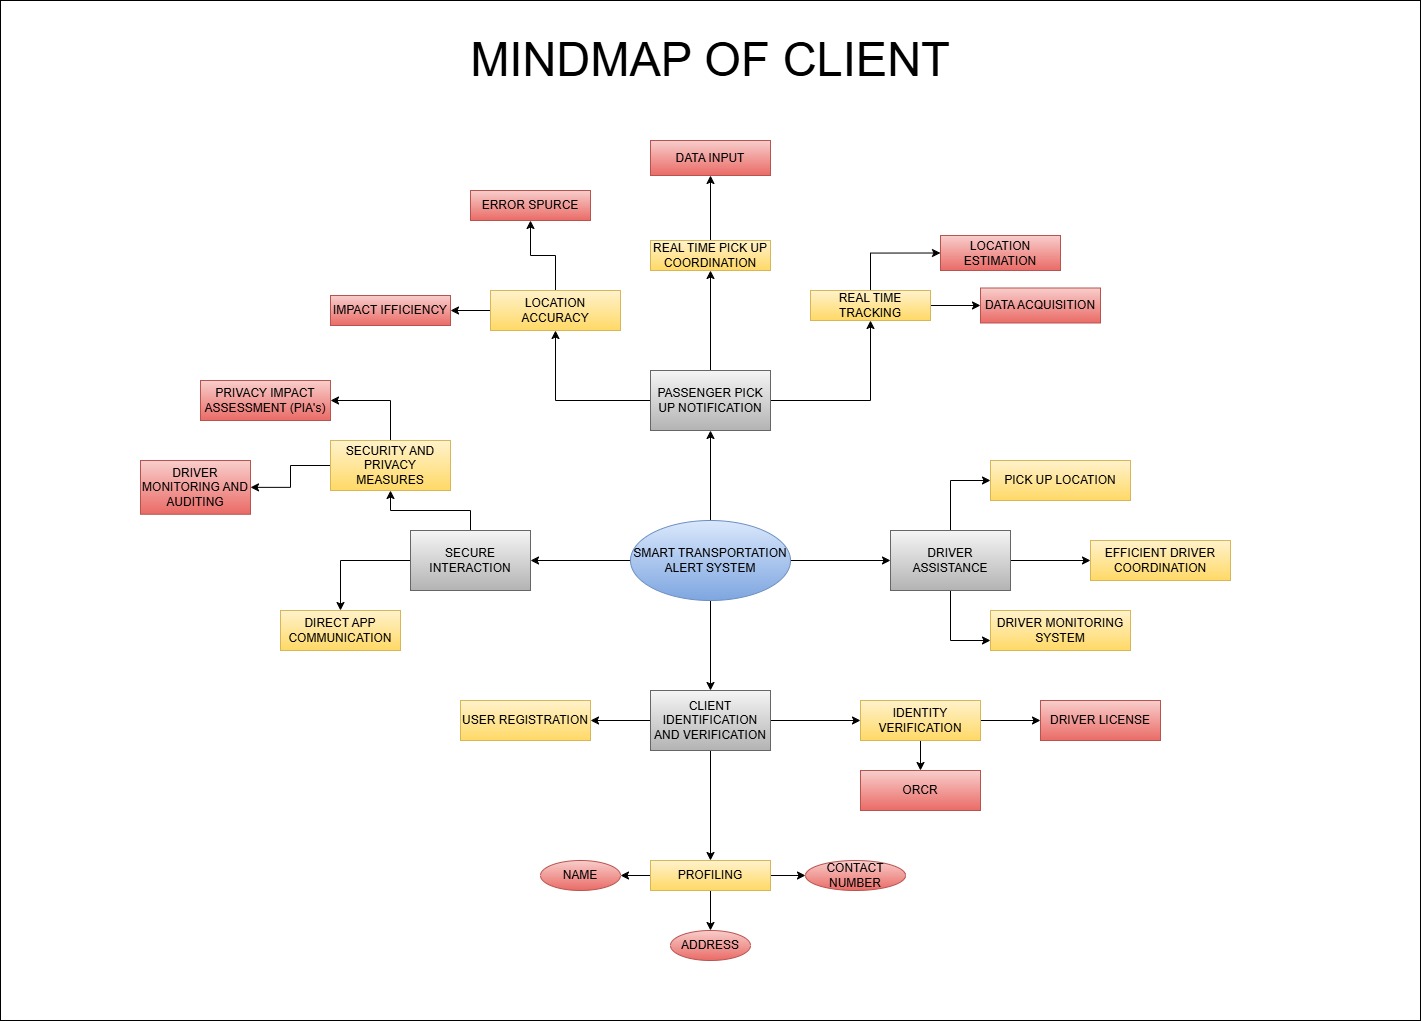 MINDMAP OF CLIENT
DATA INPUT
ERROR SPURCE
REAL TIME PICK UP
COORDINATION
LOCATION
ESTIMATION
LOCATION
ACCURACY
IMPACT IFFICIENCY
REAL TIME
TRACKING
DATA ACQUISITION
PASSENGER PICK
UP NOTIFICATION
PRIVACY IMPACT
ASSESSMENT (PIA's)
SECURITY AND
PRIVACY
MEASURES
DRIVER
MONITORING AND
AUDITING
PICK UP LOCATION
SECURE
INTERACTION
SMART TRANSPORTATION
ALERT SYSTEM
DRIVER
ASSISTANCE
EFFICIENT DRIVER
COORDINATION
DIRECT APP
COMMUNICATION
DRIVER MONITORING
SYSTEM
USER REGISTRATION
CLIENT
IDENTIFICATION
AND VERIFICATION
IDENTITY
VERIFICATION
DRIVER LICENSE
ORCR
NAME
PROFILING
CONTACT
NUMBER
ADDRESS